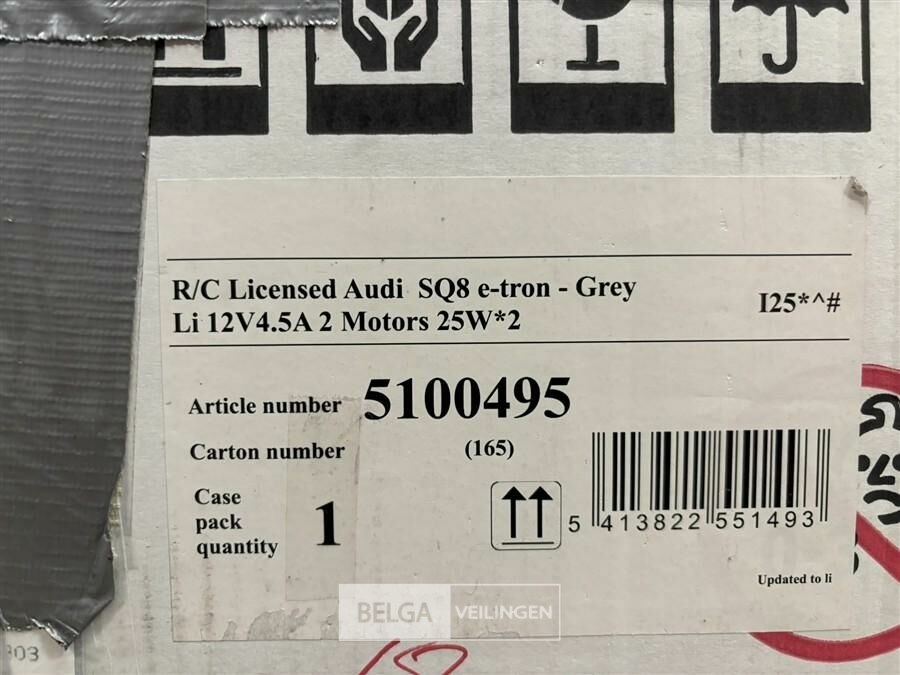 R/C Licensed Audi SQ8 e-tron - Grey
Li 12V4.5A 2 Motors 25W*2
I25*^#
Article number 5100495
Carton number (165)
Case
pack
quantity
1
5 413822 551493
Updated to li
BELGA VEILINGEN